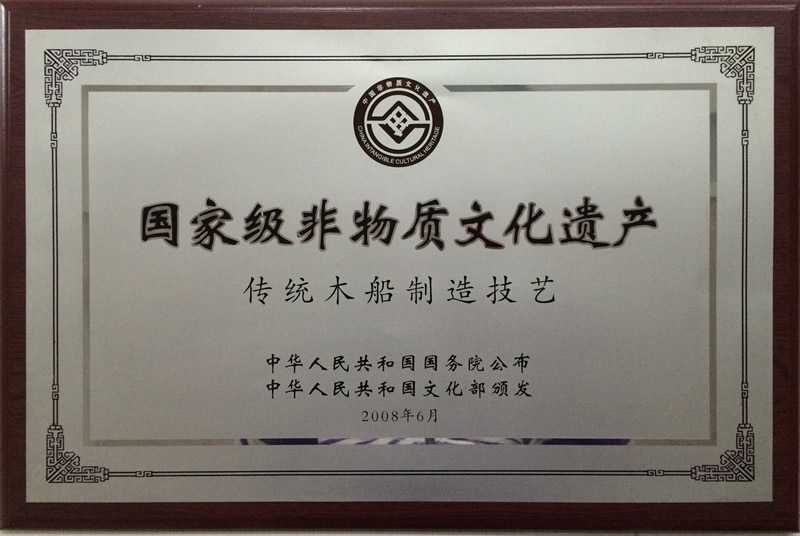 中国非物质文化遗产
CHINA INTANGIBLE CULTURAL HERITAGE
国家级非物质文化遗产
传统木船制造技艺
中华人民共和国国务院公布
中华人民共和国文化部颁发
2008年6月